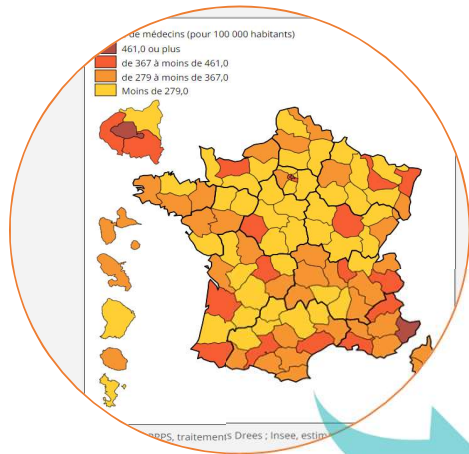 de médecins (pour 100 000 habitants)
461,0 ou plus
de 367 à moins de 461,0
de 279 à moins de 367,0
Moins de 279,0
RPPS, traitements Drees ; Insee, estim